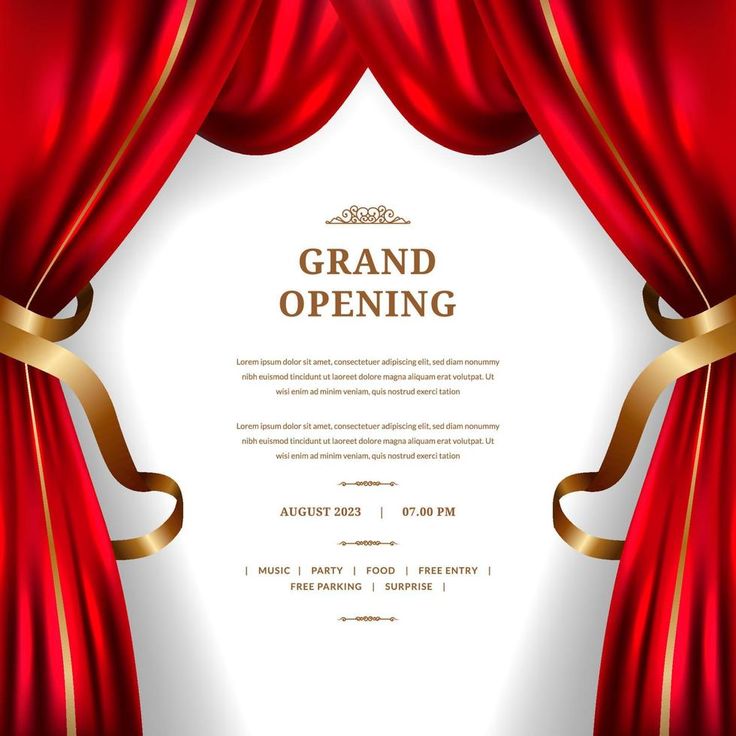 GRAND
OPENING
Lorem ipsum dolor sit amet, consectetuer adipiscing elit, sed diam nonummy
nibh euismod tincidunt ut laoreet dolore magna aliquam erat volutpat. Ut
wisi enim ad minim veniam, quis nostrud exerci tation
Lorem ipsum dolor sit amet, consectetuer adipiscing elit, sed diam nonummy
nibh euismod tincidunt ut laoreet dolore magna aliquam erat volutpat. Ut
wisi enim ad minim veniam, quis nostrud exerci tation
AUGUST 2023 | 07.00 PM
| MUSIC | PARTY | FOOD | FREE ENTRY |
FREE PARKING | SURPRISE |